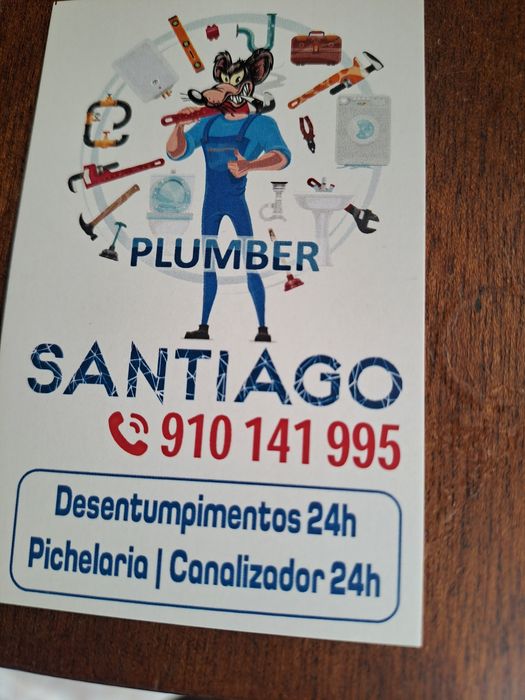 PLUMBER
SANTIAGO
910 141 995
Desentumpimentos 24h
Pichelaria | Canalizador 24h